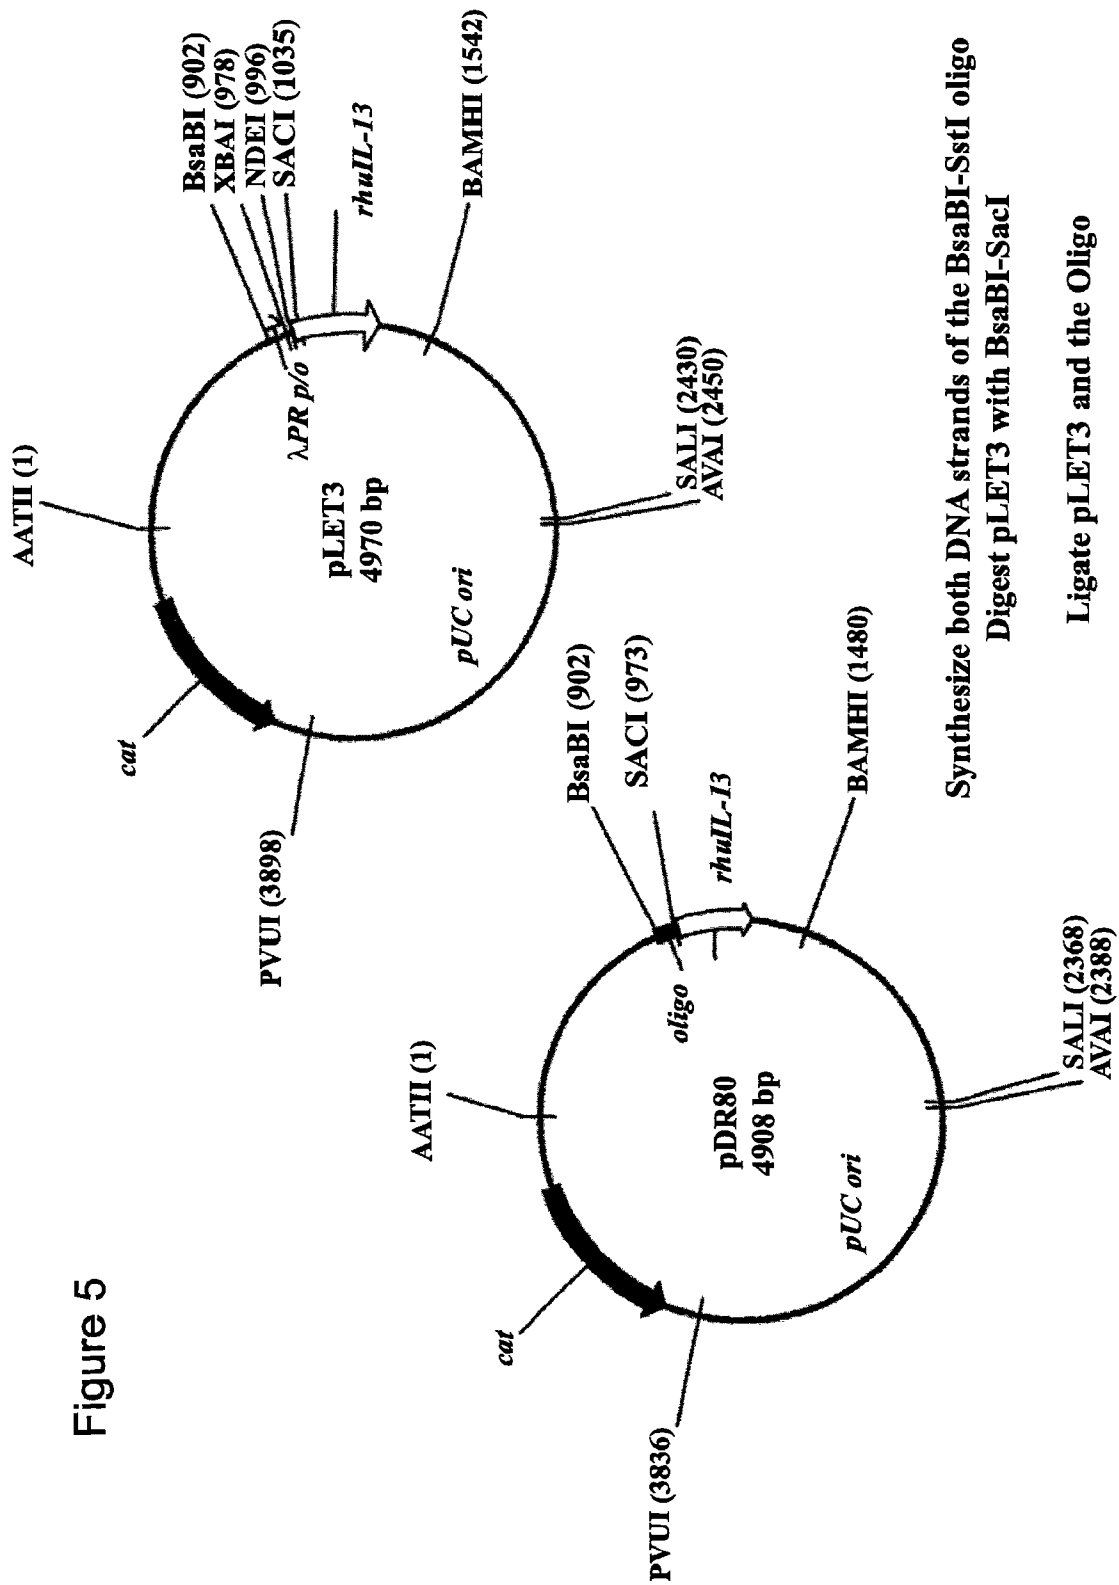 Figure 5
AATII (1)
BsaBI (902)
XBAI (978)
NDEI (996)
SACI (1035)
rhuIL-13
λPR p/o
BAMHI (1542)
pLET3
4970 bp
cat
pUC ori
PVUI (3898)
SALI (2430)
AVAI (2450)
AATII (1)
BsaBI (902)
SACI (973)
oligo
rhuIL-13
BAMHI (1480)
pDR80
4908 bp
cat
pUC ori
PVUI (3836)
SALI (2368)
AVAI (2388)
Synthesize both DNA strands of the BsaBI-SstI oligo
Digest pLET3 with BsaBI-SacI
Ligate pLET3 and the Oligo